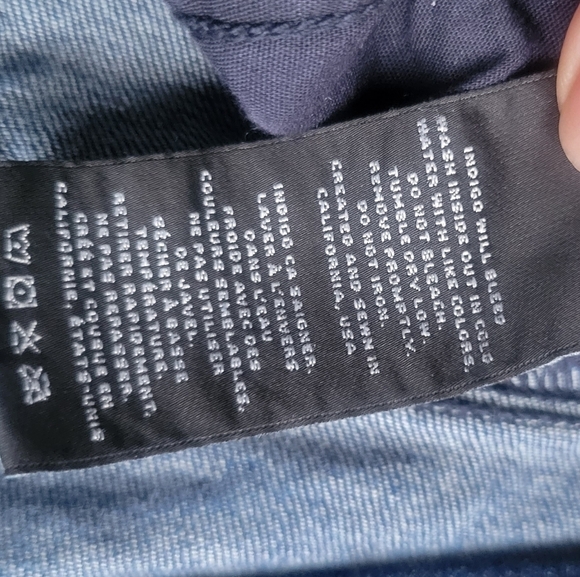 INDIGO WILL BLEED
WASH INSIDE OUT IN COLD
WATER WITH LIKE COLORS.
DO NOT BLEACH.
TUMBLE DRY LOW.
REMOVE PROMPTLY.
DO NOT IRON.
CREATED AND SEWN IN
CALIFORNIA, USA
INDIGO CA SAIGNER.
LAVER À L'ENVERS
DANS L'EAU
FROIDE AVEC DES
COULEURS SEMBLABLES.
NE PAS UTILISER
DE JAVEL.
SÉCHER À BASSE
TEMPÉRATURE.
RETIRER RAPIDEMENT.
NE PAS REPASSER.
CRÉÉ ET COUSUE EN
CALIFORNIE, ÉTATS UNIS